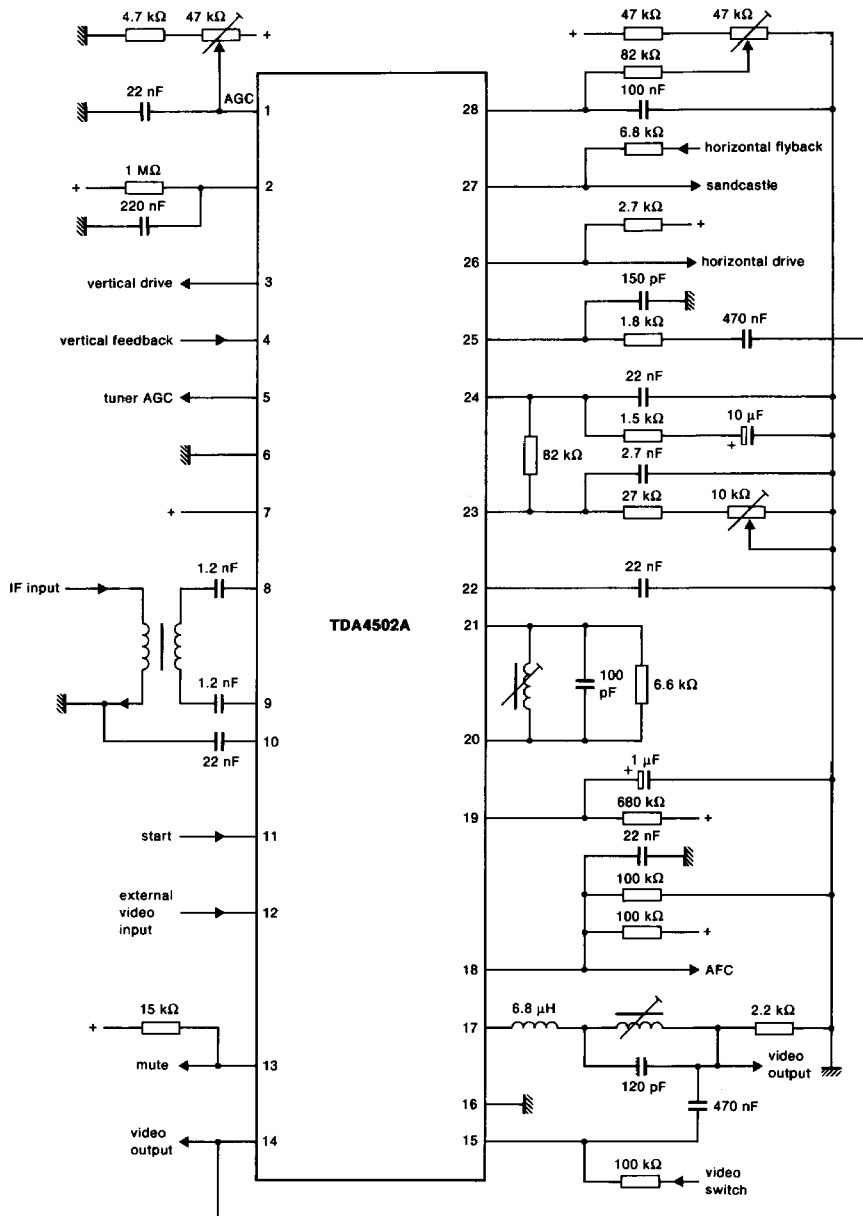 4.7 kΩ 47 kΩ
+
22 nF
AGC
1
1 MΩ
+
2
220 nF
vertical drive
3
vertical feedback
4
tuner AGC
5
6
+
7
1.2 nF
IF input
8
1.2 nF
9
10
22 nF
start
11
external
video
input
12
15 kΩ
+
mute
13
video
output
14
TDA4502A
47 kΩ 47 kΩ
+
82 kΩ
100 nF
28
6.8 kΩ
horizontal flyback
27
sandcastle
2.7 kΩ
+
26
horizontal drive
150 pF
1.8 kΩ
470 nF
25
22 nF
24
1.5 kΩ
10 µF
+
82 kΩ
2.7 nF
27 kΩ
10 kΩ
23
22 nF
22
21
100
pF
6.6 kΩ
20
1 µF
+
680 kΩ
19
+
22 nF
100 kΩ
100 kΩ
+
18
AFC
6.8 µH
2.2 kΩ
17
video
output
120 pF
16
470 nF
15
100 kΩ
video
switch